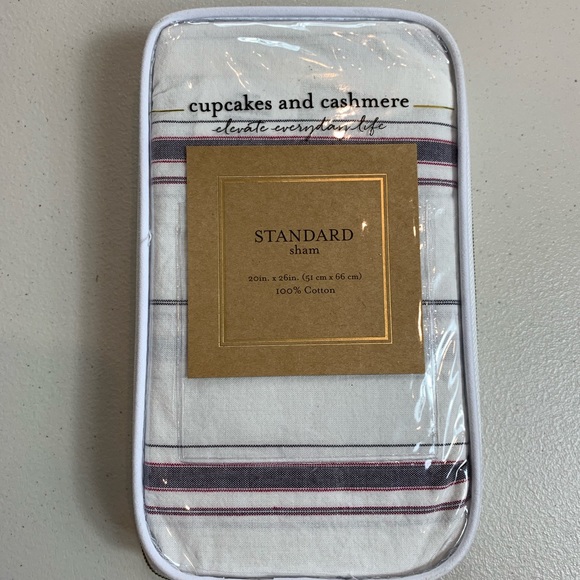 cupcakes and cashmere
elevate everyday life
STANDARD
sham
20in. x 26in. (51 cm x 66 cm)
100% Cotton